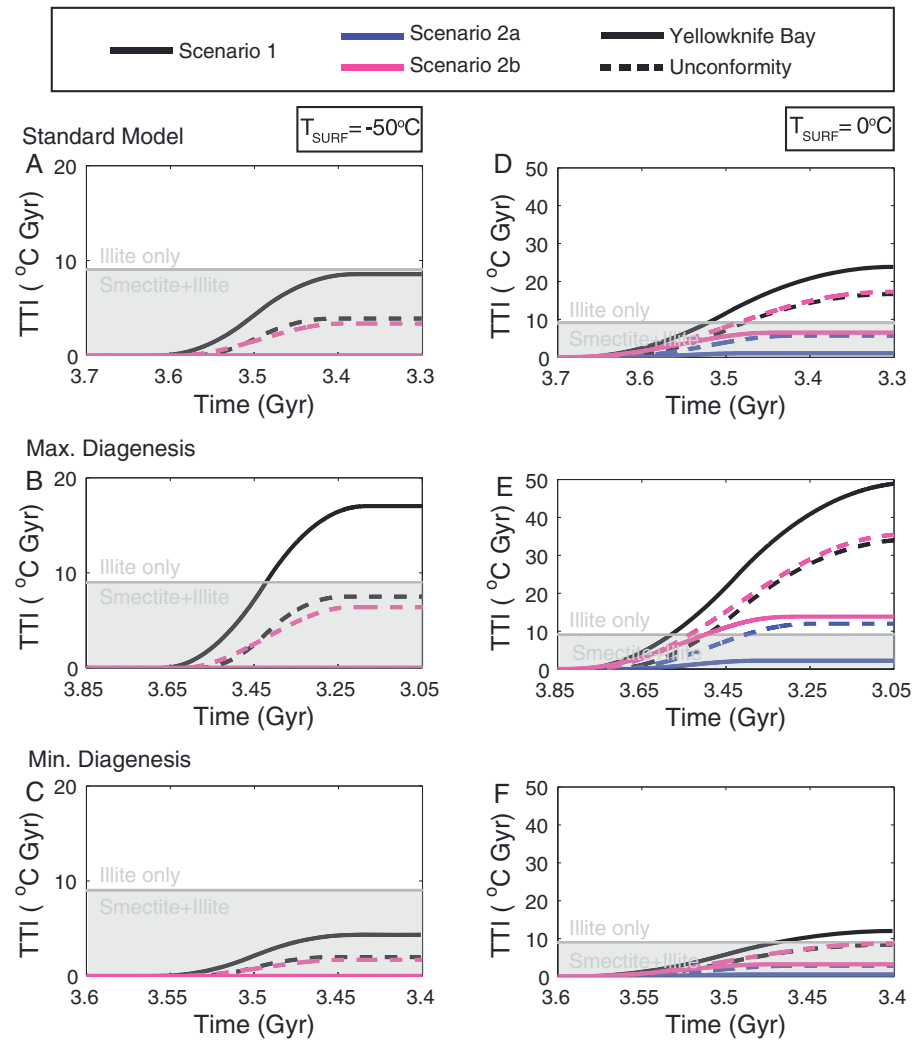 Scenario 1
Scenario 2a
Scenario 2b
Yellowknife Bay
Unconformity
Standard Model
T_SURF = -50°C
T_SURF = 0°C
A
TTI ( °C Gyr)
20
10
0
Illite only
Smectite+Illite
3.7 3.6 3.5 3.4 3.3
Time (Gyr)
D
TTI ( °C Gyr)
50
40
30
20
10
0
Illite only
Smectite+Illite
3.7 3.6 3.5 3.4 3.3
Time (Gyr)
Max. Diagenesis
B
TTI ( °C Gyr)
20
10
0
Illite only
Smectite+Illite
3.85 3.65 3.45 3.25 3.05
Time (Gyr)
E
TTI ( °C Gyr)
50
40
30
20
10
0
Illite only
Smectite+Illite
3.85 3.65 3.45 3.25 3.05
Time (Gyr)
Min. Diagenesis
C
TTI ( °C Gyr)
20
10
0
Illite only
Smectite+Illite
3.6 3.55 3.5 3.45 3.4
Time (Gyr)
F
TTI ( °C Gyr)
50
40
30
20
10
0
Illite only
Smectite+Illite
3.6 3.55 3.5 3.45 3.4
Time (Gyr)